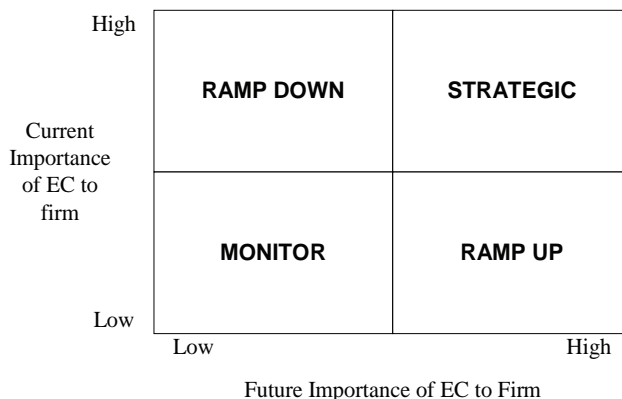 High
RAMP DOWN
STRATEGIC
Current
Importance
of EC to
firm
MONITOR
RAMP UP
Low
Low
High
Future Importance of EC to Firm